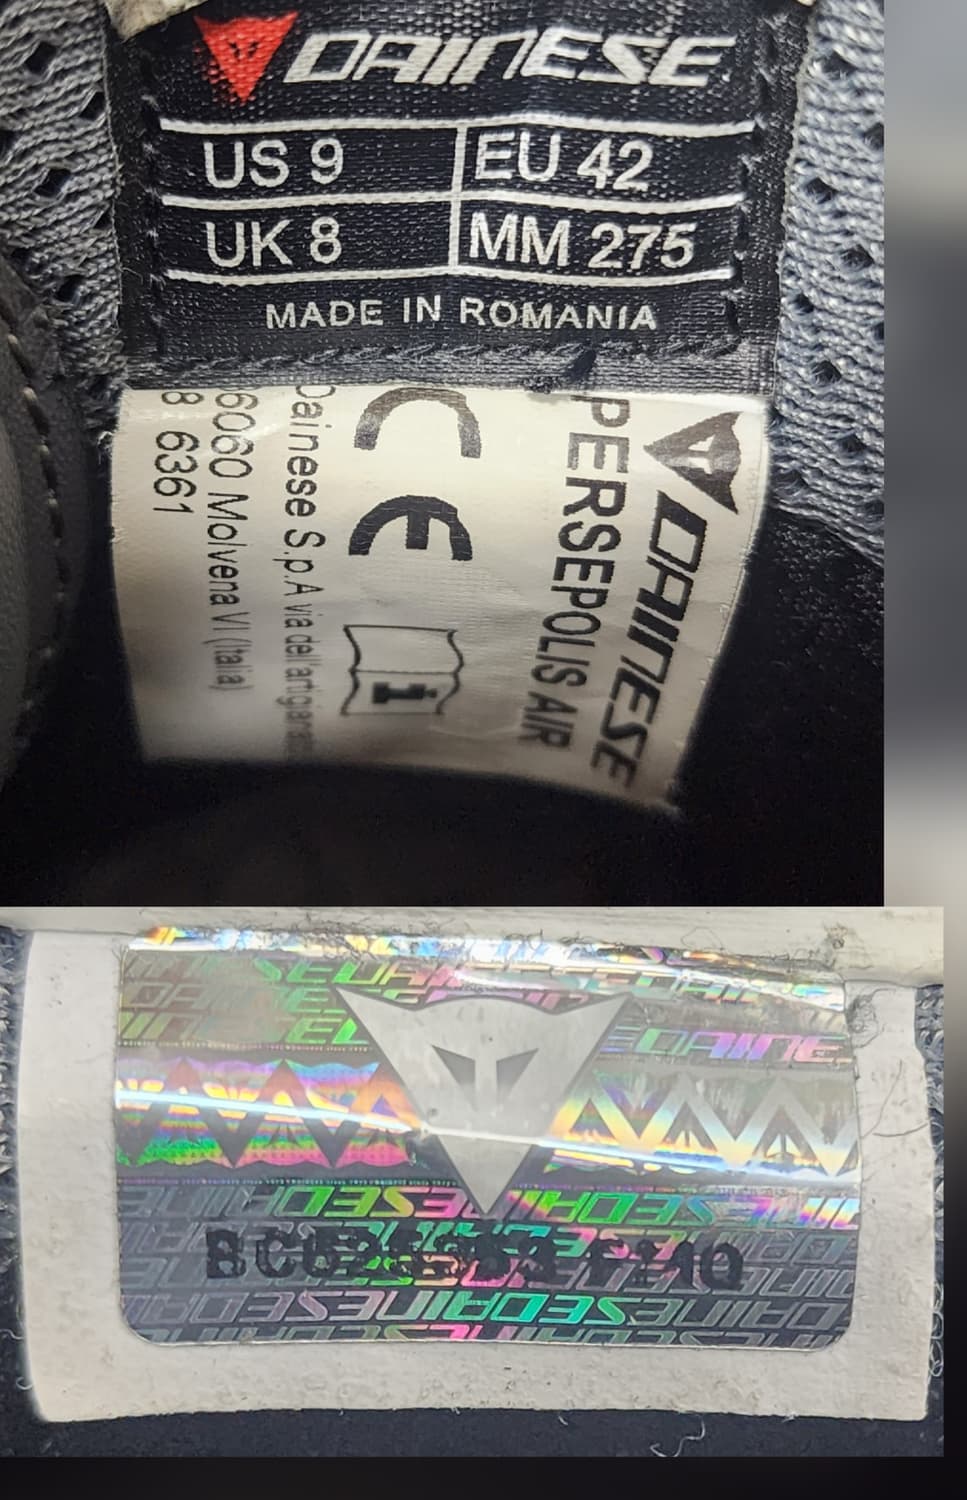 DAINESE
US 9 EU 42
UK 8 MM 275
MADE IN ROMANIA
DAINESE
PERSEPOLIS AIR
CE
i
Dainese S.p.A via dell'artigianato
6060 Molvena VI (Italia)
8 6361